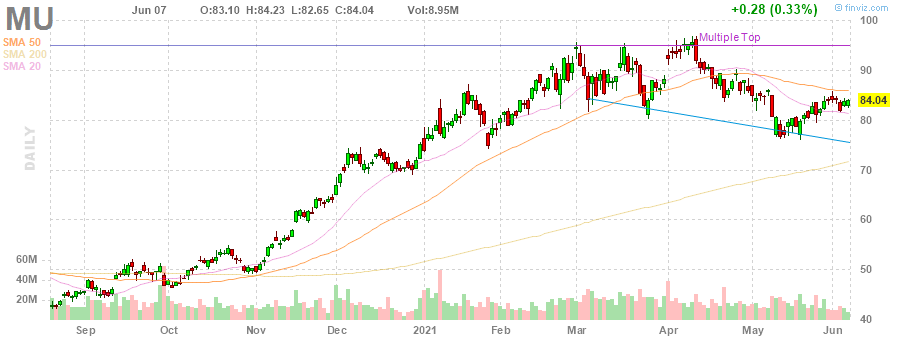 MU Jun 07 O:83.10 H:84.23 L:82.65 C:84.04 Vol:8.95M +0.28 (0.33%)
© finviz.com
SMA 50
SMA 200
SMA 20
Multiple Top
DAILY
100
90
84.04
80
70
60
50
40
60M
40M
20M
Sep Oct Nov Dec 2021 Feb Mar Apr May Jun